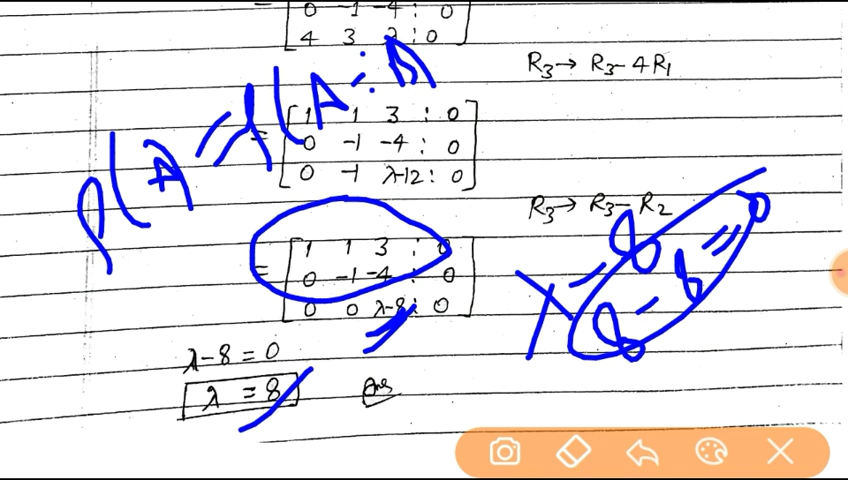 = [ 0 -1 -4 : 0
4 3 λ : 0 ]
R₃ → R₃ - 4R₁
ρ(A) = ρ(A : B)
= [ 1 1 3 : 0
0 -1 -4 : 0
0 -1 λ-12 : 0 ]
R₃ → R₃ - R₂
= [ 1 1 3 : 0
0 -1 -4 : 0
0 0 λ-8 : 0 ]
λ = 8
8 - 8 = 0
λ - 8 = 0
λ = 8 Ans